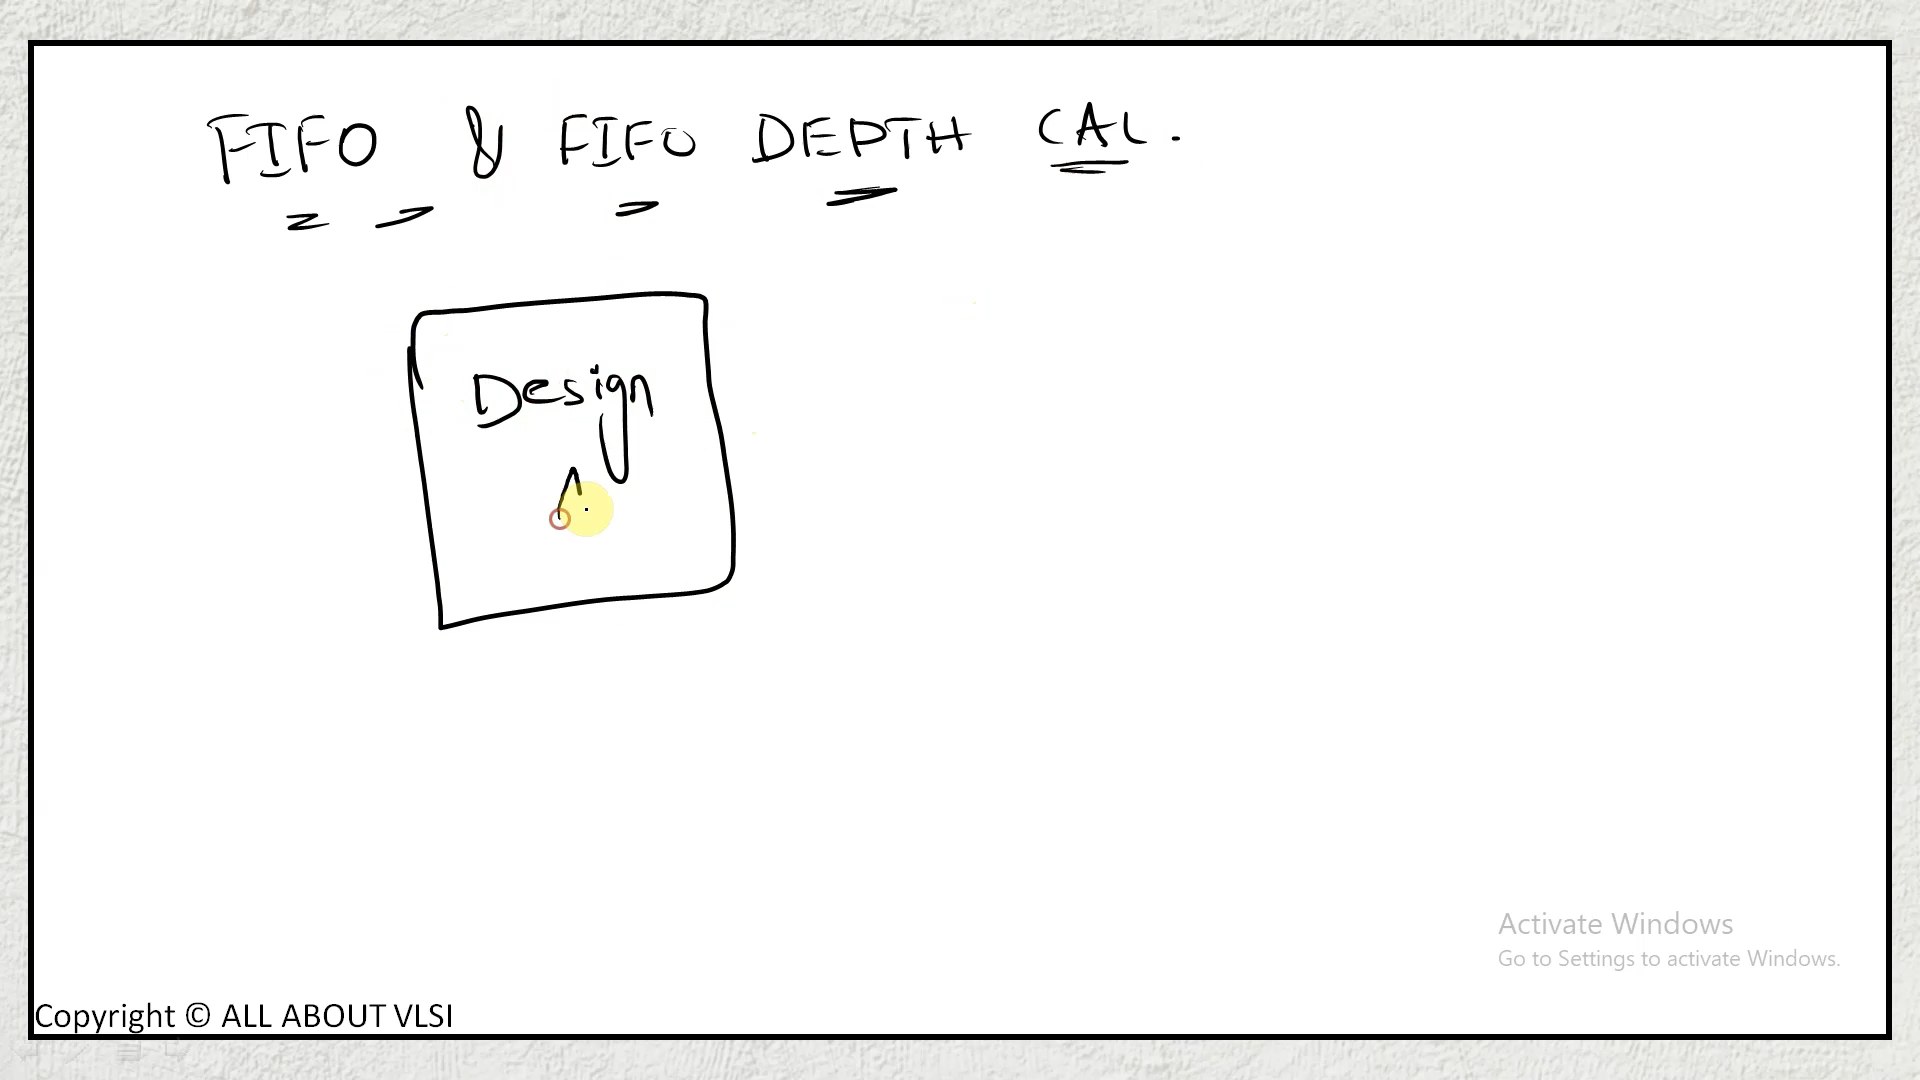 FIFO & FIFO DEPTH CAL.
Design
Activate Windows
Go to Settings to activate Windows.
Copyright © ALL ABOUT VLSI